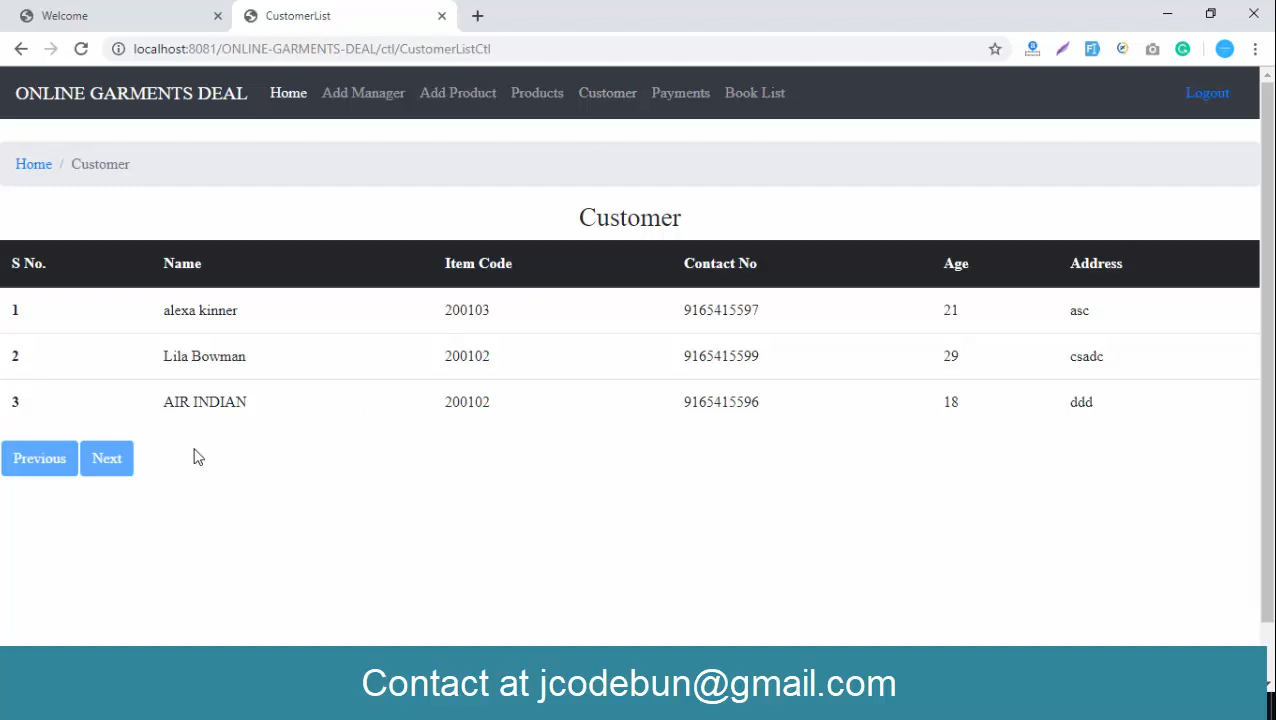 Welcome
CustomerList
localhost:8081/ONLINE-GARMENTS-DEAL/ctl/CustomerListCtl
ONLINE GARMENTS DEAL Home Add Manager Add Product Products Customer Payments Book List Logout
Home / Customer
Customer
S No. Name Item Code Contact No Age Address
1 alexa kinner 200103 9165415597 21 asc
2 Lila Bowman 200102 9165415599 29 csadc
3 AIR INDIAN 200102 9165415596 18 ddd
Previous Next
Contact at jcodebun@gmail.com